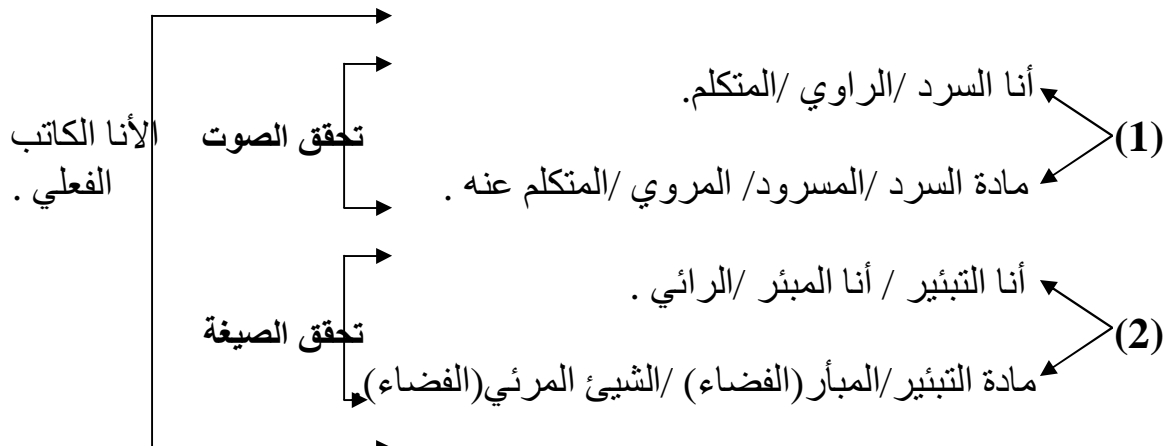 أنا السرد /الراوي /المتكلم.
(1)
تحقق الصوت
الأنا الكاتب
الفعلي .
مادة السرد /المسرود/ المروي /المتكلم عنه .
أنا التبئير / أنا المبئر /الرائي .
(2)
تحقق الصيغة
مادة التبئير/المبأر(الفضاء) /الشيئ المرئي(الفضاء).